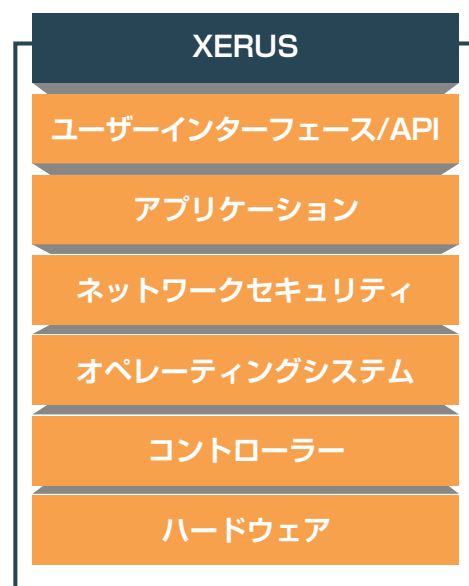 XERUS
ユーザーインターフェース/API
アプリケーション
ネットワークセキュリティ
オペレーティングシステム
コントローラー
ハードウェア